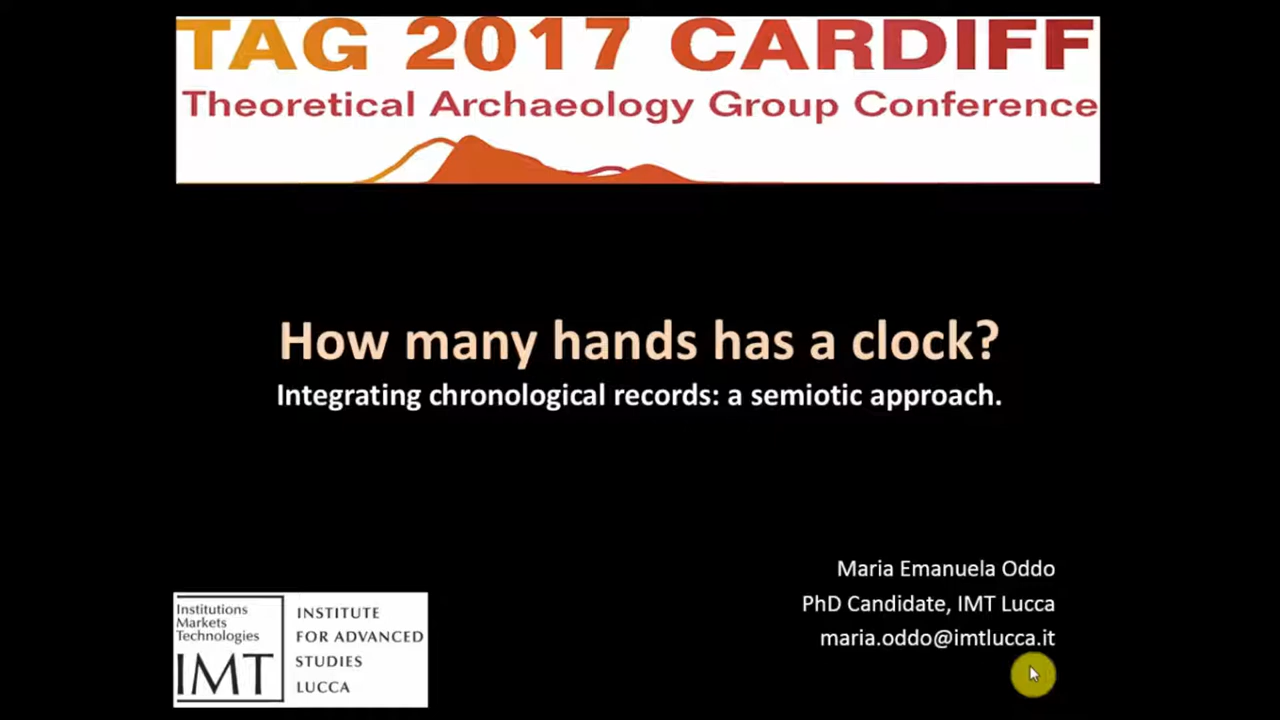 TAG 2017 CARDIFF
Theoretical Archaeology Group Conference
How many hands has a clock?
Integrating chronological records: a semiotic approach.
Maria Emanuela Oddo
PhD Candidate, IMT Lucca
maria.oddo@imtlucca.it
Institutions
Markets
Technologies
IMT
INSTITUTE
FOR ADVANCED
STUDIES
LUCCA